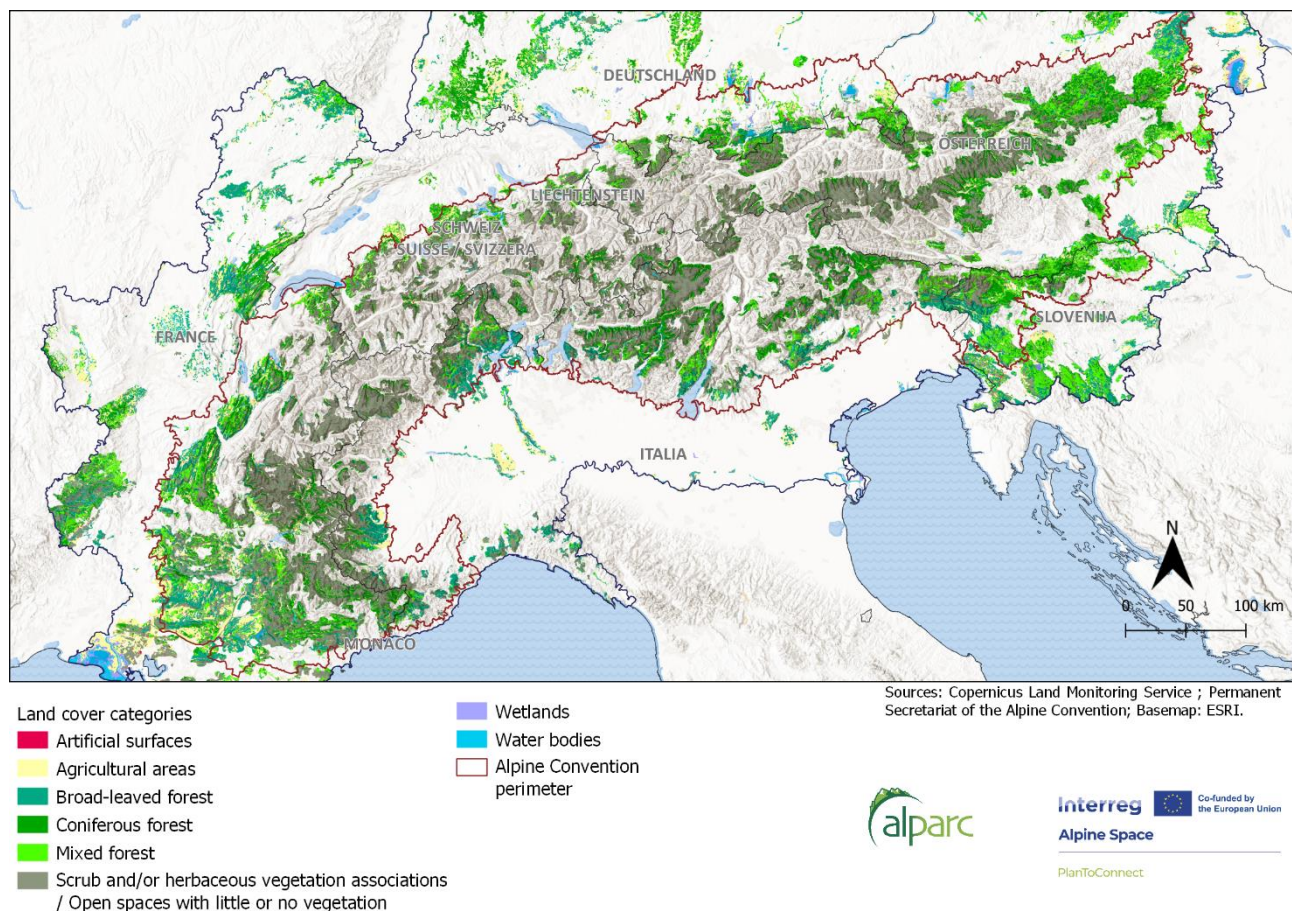 DEUTSCHLAND
ÖSTERREICH
LIECHTENSTEIN
SCHWEIZ
SUISSE / SVIZZERA
FRANCE
SLOVENIJA
ITALIA
MONACO
N
0 50 100 km
Sources: Copernicus Land Monitoring Service ; Permanent
Secretariat of the Alpine Convention; Basemap: ESRI.
Land cover categories
Artificial surfaces
Agricultural areas
Broad-leaved forest
Coniferous forest
Mixed forest
Scrub and/or herbaceous vegetation associations
/ Open spaces with little or no vegetation
Wetlands
Water bodies
Alpine Convention
perimeter
alparc
Interreg
Co-funded by
the European Union
Alpine Space
PlanToConnect